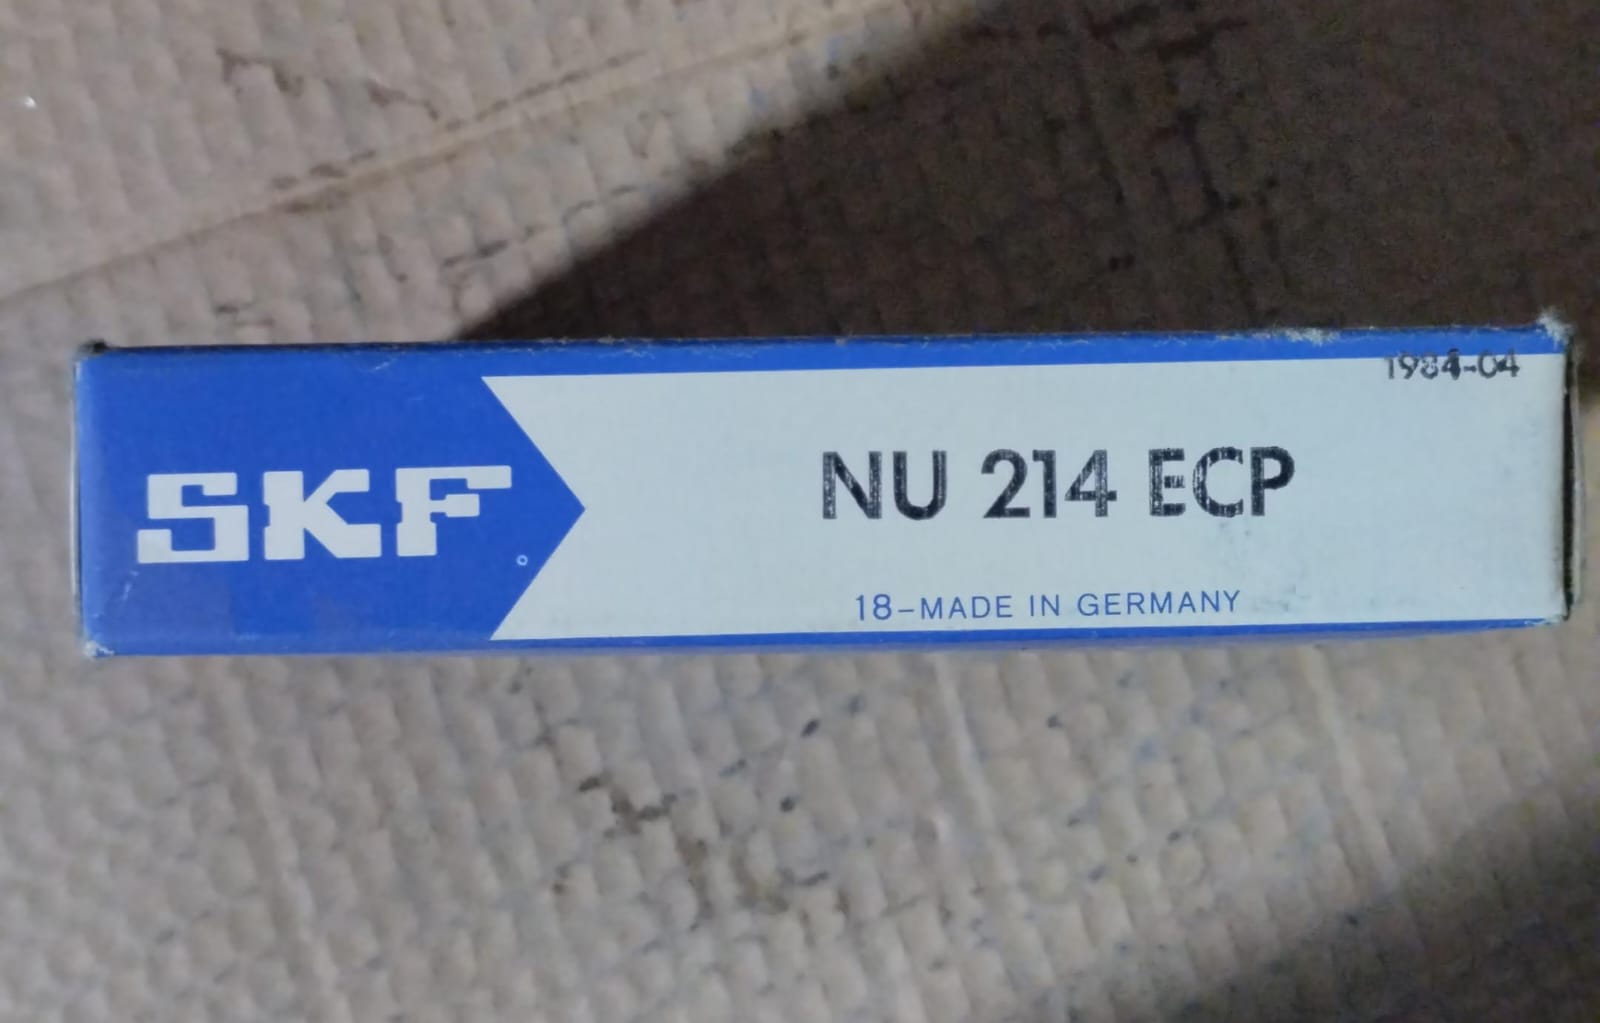 1984-04
SKF
NU 214 ECP
18-MADE IN GERMANY